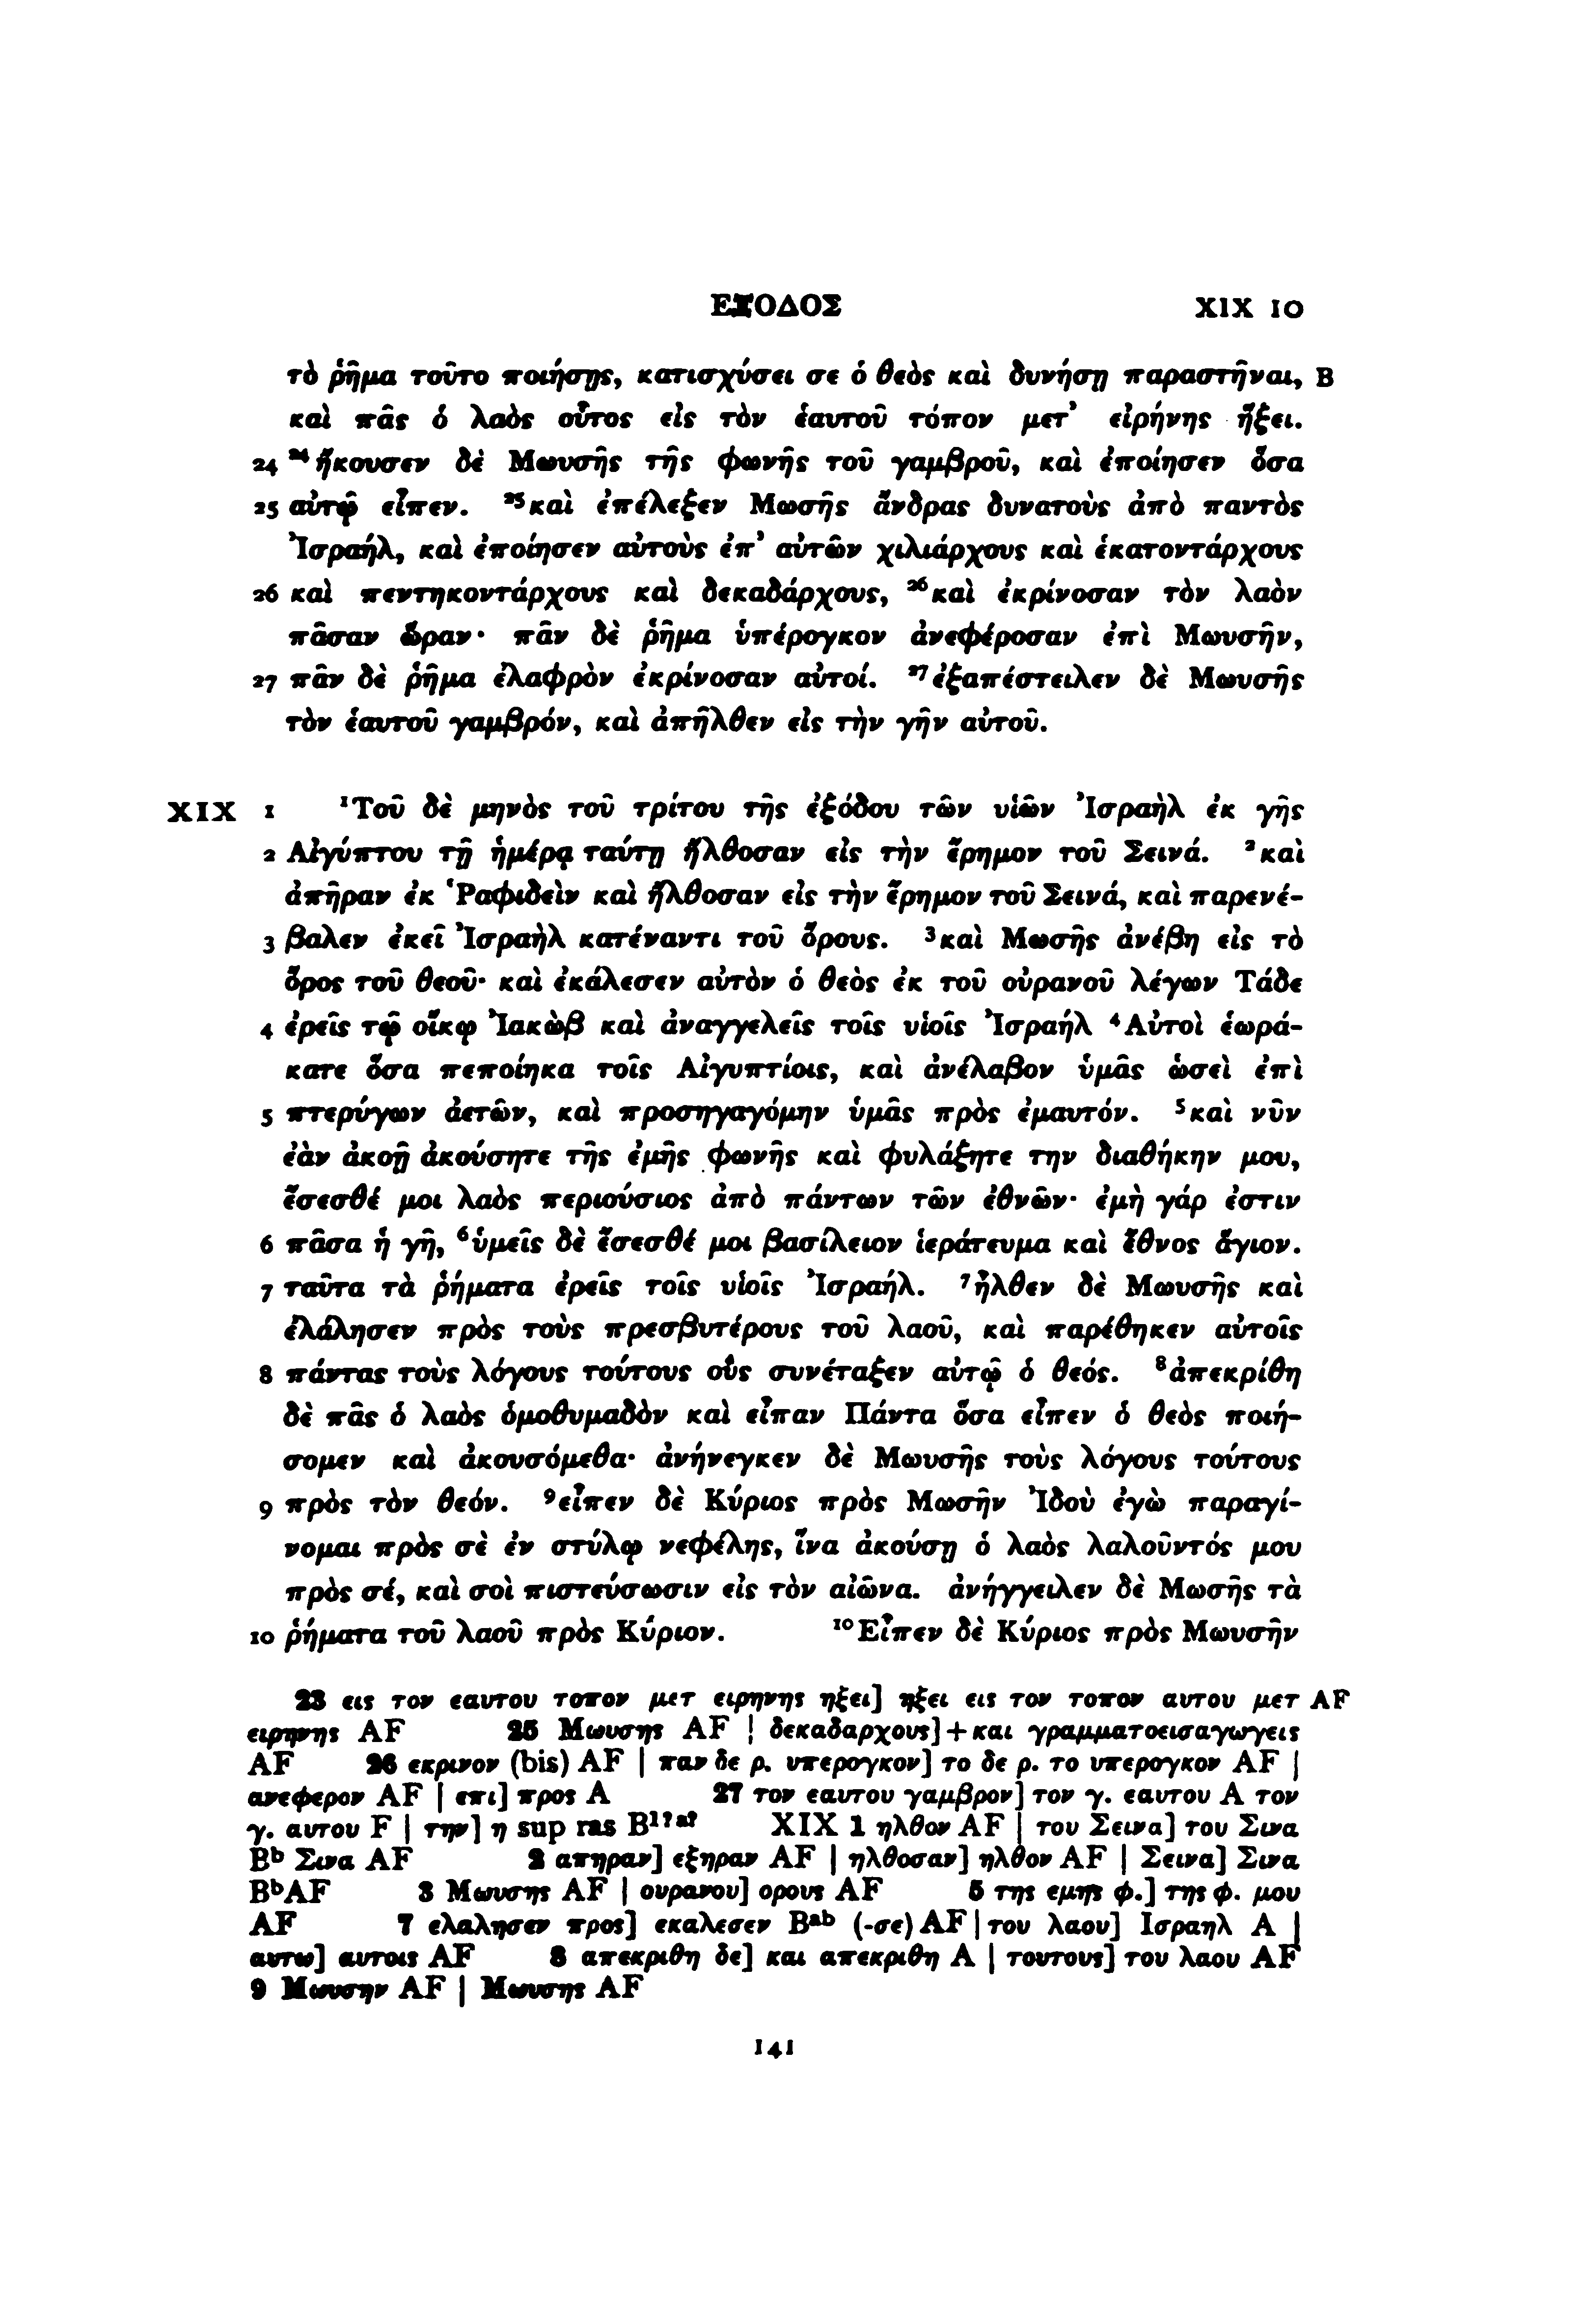 ΕΞΟΔΟΣ XIX 10
τὸ ῥῆμα τοῦτο ποιήσῃς, κατισχύσει σε ὁ θεὸς καὶ δυνήσῃ παραστῆναι, B
καὶ πᾶς ὁ λαὸς οὗτος εἰς τὸν ἑαυτοῦ τόπον μετ᾿ εἰρήνης ἥξει.
24 ²⁴ἤκουσεν δὲ Μωυσῆς τῆς φωνῆς τοῦ γαμβροῦ, καὶ ἐποίησεν ὅσα
25 αὐτῷ εἶπεν. ²⁵καὶ ἐπέλεξεν Μωσῆς ἄνδρας δυνατοὺς ἀπὸ παντὸς
Ἰσραήλ, καὶ ἐποίησεν αὐτοὺς ἐπ᾿ αὐτῶν χιλιάρχους καὶ ἑκατοντάρχους
26 καὶ πεντηκοντάρχους καὶ δεκαδάρχους, ²⁶καὶ ἐκρίνοσαν τὸν λαὸν
πᾶσαν ὥραν· πᾶν δὲ ῥῆμα ὑπέρογκον ἀνεφέροσαν ἐπὶ Μωυσῆν,
27 πᾶν δὲ ῥῆμα ἐλαφρὸν ἐκρίνοσαν αὐτοί. ²⁷ἐξαπέστειλεν δὲ Μωυσῆς
τὸν ἑαυτοῦ γαμβρόν, καὶ ἀπῆλθεν εἰς τὴν γῆν αὐτοῦ.
XIX 1 ¹Τοῦ δὲ μηνὸς τοῦ τρίτου τῆς ἐξόδου τῶν υἱῶν Ἰσραὴλ ἐκ γῆς
2 Αἰγύπτου τῇ ἡμέρᾳ ταύτῃ ἤλθοσαν εἰς τὴν ἔρημον τοῦ Σεινά. ²καὶ
ἀπῆραν ἐκ Ῥαφιδεὶν καὶ ἤλθοσαν εἰς τὴν ἔρημον τοῦ Σεινά, καὶ παρενέ-
3 βαλεν ἐκεῖ Ἰσραὴλ κατέναντι τοῦ ὄρους. ³καὶ Μωσῆς ἀνέβη εἰς τὸ
ὄρος τοῦ θεοῦ· καὶ ἐκάλεσεν αὐτὸν ὁ θεὸς ἐκ τοῦ οὐρανοῦ λέγων Τάδε
4 ἐρεῖς τῷ οἴκῳ Ἰακὼβ καὶ ἀναγγελεῖς τοῖς υἱοῖς Ἰσραήλ ⁴Αὐτοὶ ἑωρά-
κατε ὅσα πεποίηκα τοῖς Αἰγυπτίοις, καὶ ἀνέλαβον ὑμᾶς ὡσεὶ ἐπὶ
5 πτερύγων ἀετῶν, καὶ προσηγαγόμην ὑμᾶς πρὸς ἐμαυτόν. ⁵καὶ νῦν
ἐὰν ἀκοῇ ἀκούσητε τῆς ἐμῆς φωνῆς καὶ φυλάξητε την διαθήκην μου,
ἔσεσθέ μοι λαὸς περιούσιος ἀπὸ πάντων τῶν ἐθνῶν· ἐμὴ γάρ ἐστιν
6 πᾶσα ἡ γῆ, ⁶ὑμεῖς δὲ ἔσεσθέ μοι βασίλειον ἱεράτευμα καὶ ἔθνος ἅγιον.
7 ταῦτα τὰ ῥήματα ἐρεῖς τοῖς υἱοῖς Ἰσραήλ. ⁷ἦλθεν δὲ Μωυσῆς καὶ
ἐλάλησεν πρὸς τοὺς πρεσβυτέρους τοῦ λαοῦ, καὶ παρέθηκεν αὐτοῖς
8 πάντας τοὺς λόγους τούτους οὓς συνέταξεν αὐτῷ ὁ θεός. ⁸ἀπεκρίθη
δὲ πᾶς ὁ λαὸς ὁμοθυμαδὸν καὶ εἶπαν Πάντα ὅσα εἶπεν ὁ θεὸς ποιή-
σομεν καὶ ἀκουσόμεθα· ἀνήνεγκεν δὲ Μωυσῆς τοὺς λόγους τούτους
9 πρὸς τὸν θεόν. ⁹εἶπεν δὲ Κύριος πρὸς Μωσῆν Ἰδοὺ ἐγὼ παραγί-
νομαι πρὸς σὲ ἐν στύλῳ νεφέλης, ἵνα ἀκούσῃ ὁ λαὸς λαλοῦντός μου
πρὸς σέ, καὶ σοὶ πιστεύσωσιν εἰς τὸν αἰῶνα. ἀνήγγειλεν δὲ Μωσῆς τὰ
10 ῥήματα τοῦ λαοῦ πρὸς Κύριον. ¹⁰Εἶπεν δὲ Κύριος πρὸς Μωυσῆν
23 εις τον εαυτου τοπον μετ ειρηνης ηξει] ηξει εις τον τοπον αυτου μετ AF
ειρηνης AF 25 Μωυσης AF | δεκαδαρχους]+και γραμματοεισαγωγεις
AF 26 εκρινον (bis) AF | παν δε ρ. υπερογκον] το δε ρ. το υπερογκον AF |
ανεφερον AF | επι] προς A 27 τον εαυτου γαμβρον] τον γ. εαυτου A τον
γ. αυτου F | την] η sup ras B¹ˀᵃˀ XIX 1 ηλθον AF | του Σεινα] του Σινα
Bᵇ Σινα AF 2 απηραν] εξηραν AF | ηλθοσαν] ηλθον AF | Σεινα] Σινα
BᵇAF 3 Μωυσης AF | ουρανου] ορους AF 5 της εμης φ.] της φ. μου
AF 7 ελαλησεν προς] εκαλεσεν Bᵃᵇ (-σε) AF | του λαου] Ισραηλ A |
αυτω] αυτοις AF 8 απεκριθη δε] και απεκριθη A | τουτους] του λαου AF
9 Μωυσην AF | Μωυσης AF
141